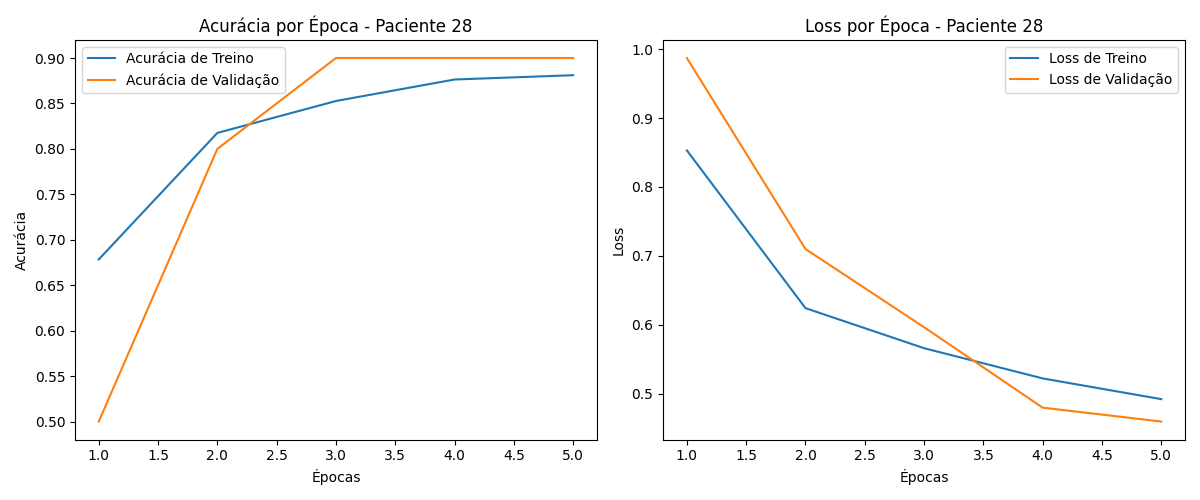 Acurácia por Época - Paciente 28
Acurácia de Treino
Acurácia de Validação
0.90
0.85
0.80
0.75
0.70
0.65
0.60
0.55
0.50
Acurácia
1.0 1.5 2.0 2.5 3.0 3.5 4.0 4.5 5.0
Épocas
Loss por Época - Paciente 28
Loss de Treino
Loss de Validação
1.0
0.9
0.8
0.7
0.6
0.5
Loss
1.0 1.5 2.0 2.5 3.0 3.5 4.0 4.5 5.0
Épocas